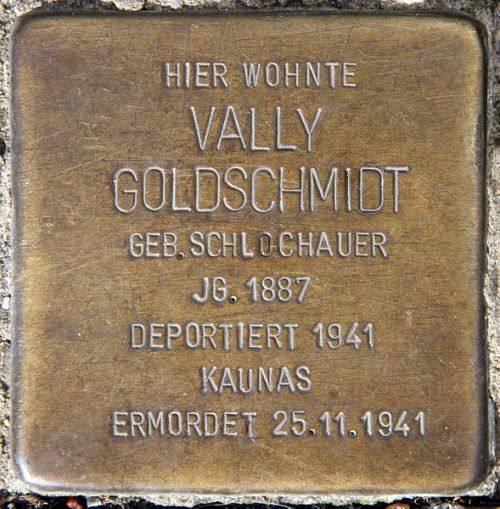 HIER WOHNTE
VALLY
GOLDSCHMIDT
GEB. SCHLOCHAUER
JG. 1887
DEPORTIERT 1941
KAUNAS
ERMORDET 25.11.1941